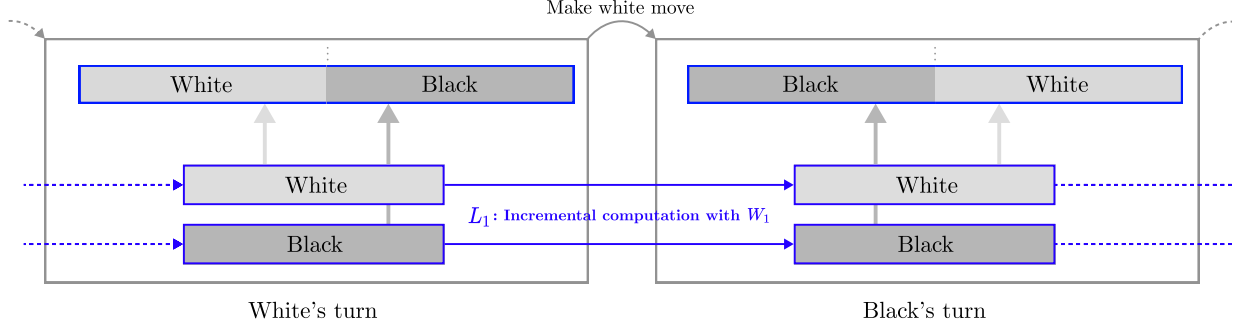 Make white move
White Black
Black White
White
White
L1: Incremental computation with W1
Black
Black
White's turn
Black's turn